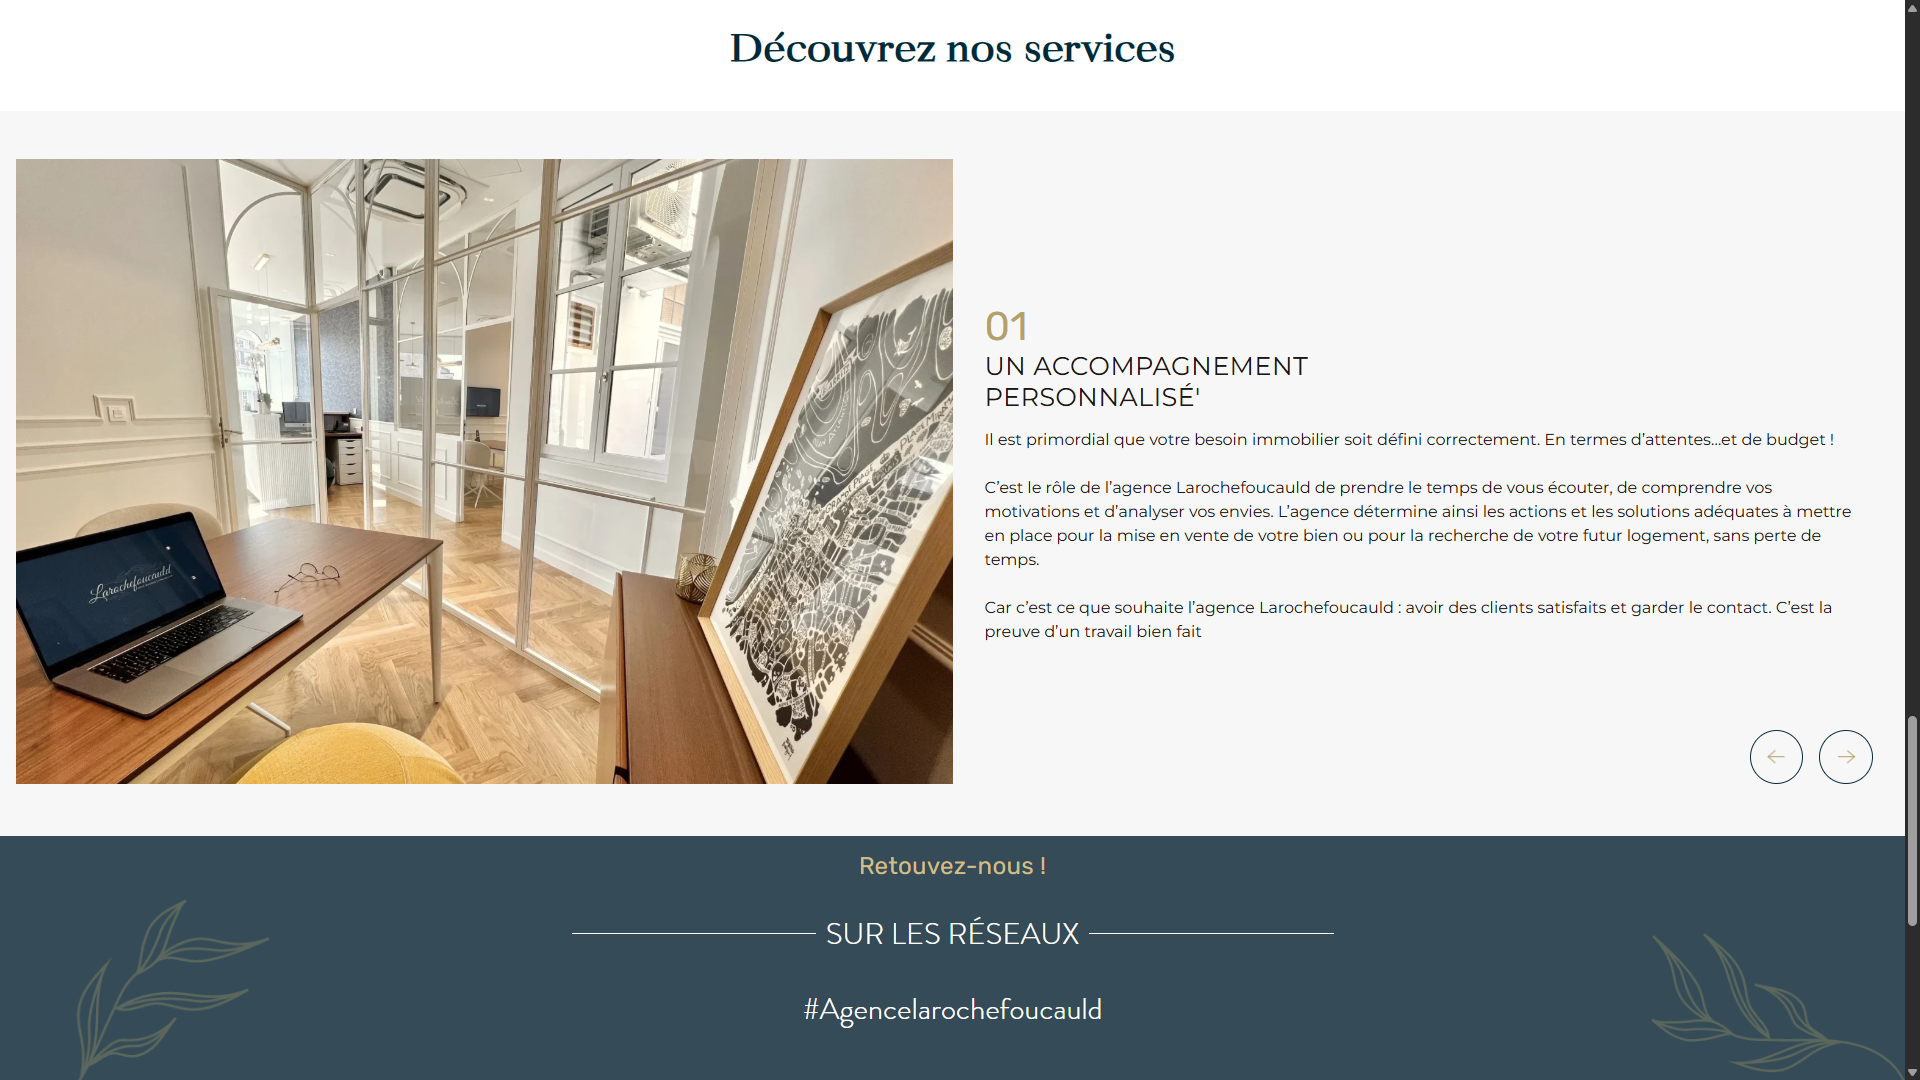 Découvrez nos services
Larochefoucauld
01
UN ACCOMPAGNEMENT
PERSONNALISÉ'
Il est primordial que votre besoin immobilier soit défini correctement. En termes d’attentes...et de budget !
C’est le rôle de l’agence Larochefoucauld de prendre le temps de vous écouter, de comprendre vos
motivations et d’analyser vos envies. L’agence détermine ainsi les actions et les solutions adéquates à mettre
en place pour la mise en vente de votre bien ou pour la recherche de votre futur logement, sans perte de
temps.
Car c’est ce que souhaite l’agence Larochefoucauld : avoir des clients satisfaits et garder le contact. C’est la
preuve d’un travail bien fait
Retouvez-nous !
SUR LES RÉSEAUX
#Agencelarochefoucauld